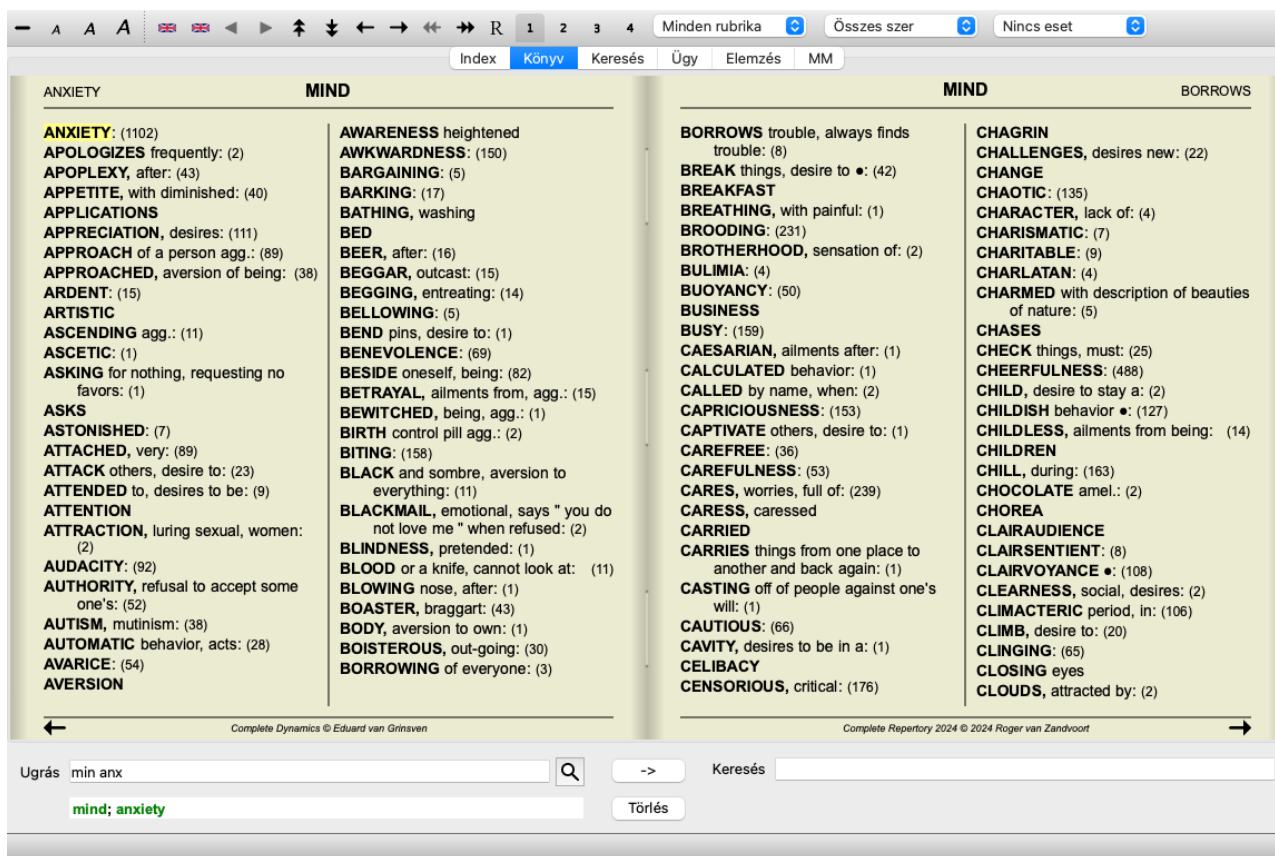 A A A R 1 2 3 4 Minden rubrika Összes szer Nincs eset
Index Könyv Keresés Ügy Elemzés MM
ANXIETY MIND
ANXIETY: (1102)
APOLOGIZES frequently: (2)
APOPLEXY, after: (43)
APPETITE, with diminished: (40)
APPLICATIONS
APPRECIATION, desires: (111)
APPROACH of a person agg.: (89)
APPROACHED, aversion of being: (38)
ARDENT: (15)
ARTISTIC
ASCENDING agg.: (11)
ASCETIC: (1)
ASKING for nothing, requesting no
favors: (1)
ASKS
ASTONISHED: (7)
ATTACHED, very: (89)
ATTACK others, desire to: (23)
ATTENDED to, desires to be: (9)
ATTENTION
ATTRACTION, luring sexual, women:
(2)
AUDACITY: (92)
AUTHORITY, refusal to accept some
one's: (52)
AUTISM, mutinism: (38)
AUTOMATIC behavior, acts: (28)
AVARICE: (54)
AVERSION
AWARENESS heightened
AWKWARDNESS: (150)
BARGAINING: (5)
BARKING: (17)
BATHING, washing
BED
BEER, after: (16)
BEGGAR, outcast: (15)
BEGGING, entreating: (14)
BELLOWING: (5)
BEND pins, desire to: (1)
BENEVOLENCE: (69)
BESIDE oneself, being: (82)
BETRAYAL, ailments from, agg.: (15)
BEWITCHED, being, agg.: (1)
BIRTH control pill agg.: (2)
BITING: (158)
BLACK and sombre, aversion to
everything: (11)
BLACKMAIL, emotional, says " you do
not love me " when refused: (2)
BLINDNESS, pretended: (1)
BLOOD or a knife, cannot look at: (11)
BLOWING nose, after: (1)
BOASTER, braggart: (43)
BODY, aversion to own: (1)
BOISTEROUS, out-going: (30)
BORROWING of everyone: (3)
Complete Dynamics © Eduard van Grinsven
MIND BORROWS
BORROWS trouble, always finds
trouble: (8)
BREAK things, desire to ●: (42)
BREAKFAST
BREATHING, with painful: (1)
BROODING: (231)
BROTHERHOOD, sensation of: (2)
BULIMIA: (4)
BUOYANCY: (50)
BUSINESS
BUSY: (159)
CAESARIAN, ailments after: (1)
CALCULATED behavior: (1)
CALLED by name, when: (2)
CAPRICIOUSNESS: (153)
CAPTIVATE others, desire to: (1)
CAREFREE: (36)
CAREFULNESS: (53)
CARES, worries, full of: (239)
CARESS, caressed
CARRIED
CARRIES things from one place to
another and back again: (1)
CASTING off of people against one's
will: (1)
CAUTIOUS: (66)
CAVITY, desires to be in a: (1)
CELIBACY
CENSORIOUS, critical: (176)
CHAGRIN
CHALLENGES, desires new: (22)
CHANGE
CHAOTIC: (135)
CHARACTER, lack of: (4)
CHARISMATIC: (7)
CHARITABLE: (9)
CHARLATAN: (4)
CHARMED with description of beauties
of nature: (5)
CHASES
CHECK things, must: (25)
CHEERFULNESS: (488)
CHILD, desire to stay a: (2)
CHILDISH behavior ●: (127)
CHILDLESS, ailments from being: (14)
CHILDREN
CHILL, during: (163)
CHOCOLATE amel.: (2)
CHOREA
CLAIRAUDIENCE
CLAIRSENTIENT: (8)
CLAIRVOYANCE ●: (108)
CLEARNESS, social, desires: (2)
CLIMACTERIC period, in: (106)
CLIMB, desire to: (20)
CLINGING: (65)
CLOSING eyes
CLOUDS, attracted by: (2)
Complete Repertory 2024 © 2024 Roger van Zandvoort
Ugrás min anx -> Keresés
mind; anxiety Törlés